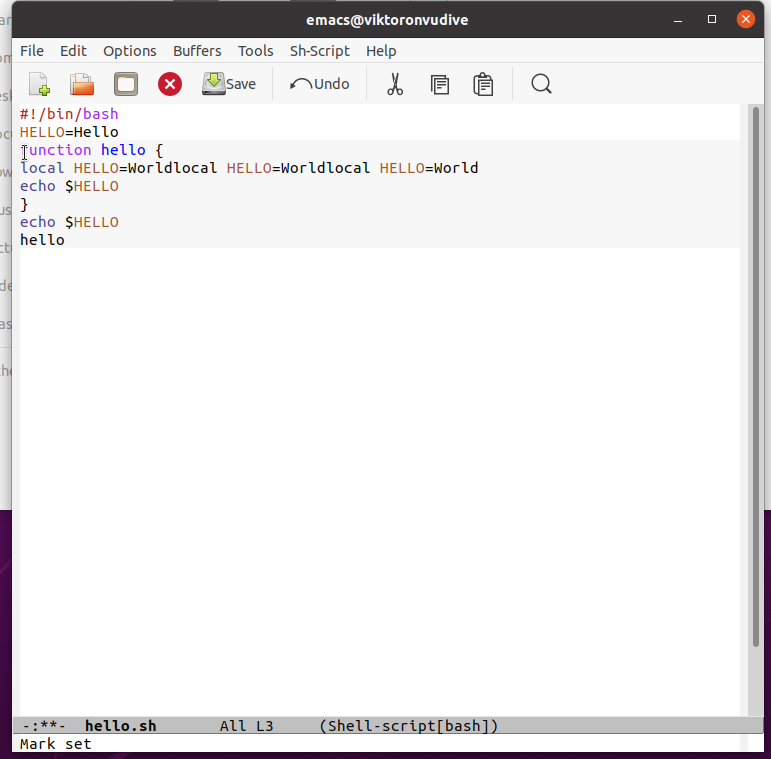 emacs@viktoronvudive
File Edit Options Buffers Tools Sh-Script Help
Save Undo
#!/bin/bash
HELLO=Hello
function hello {
local HELLO=Worldlocal HELLO=Worldlocal HELLO=World
echo $HELLO
}
echo $HELLO
hello
-:**- hello.sh All L3 (Shell-script[bash])
Mark set